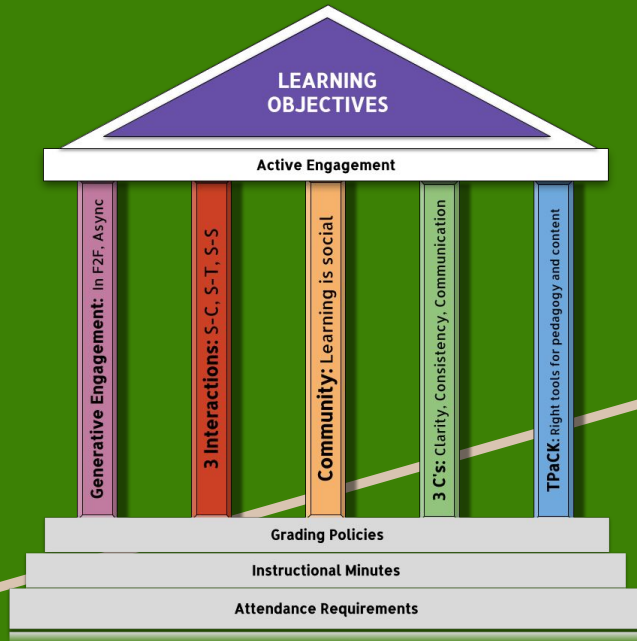 LEARNING
OBJECTIVES
Active Engagement
Generative Engagement: In F2F, Async
3 Interactions: S-C, S-T, S-S
Community: Learning is social
3 C's: Clarity, Consistency, Communication
TPaCK: Right tools for pedagogy and content
Grading Policies
Instructional Minutes
Attendance Requirements